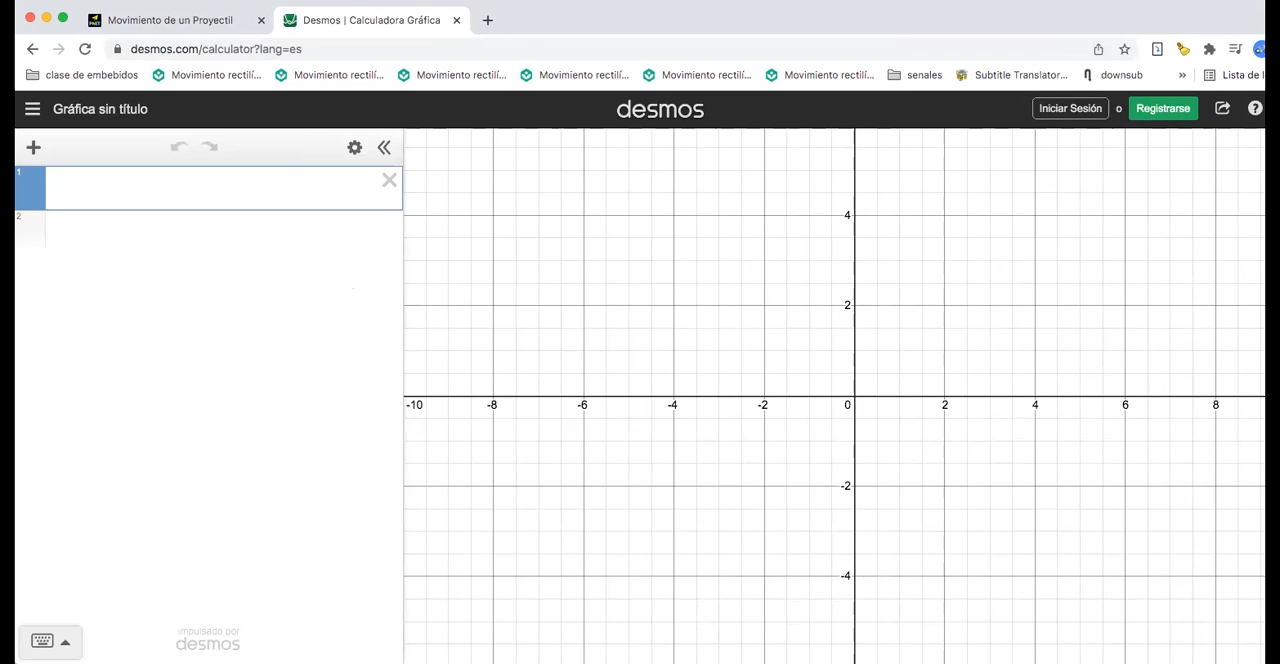 Movimiento de un Proyectil
Desmos | Calculadora Gráfica
desmos.com/calculator?lang=es
clase de embebidos
Movimiento rectilí...
Movimiento rectilí...
Movimiento rectilí...
Movimiento rectilí...
Movimiento rectilí...
Movimiento rectilí...
senales
Subtitle Translator...
downsub
»
Lista de l
Gráfica sin título
desmos
Iniciar Sesión
o
Registrarse
1
2
4
2
-10
-8
-6
-4
-2
0
2
4
6
8
-2
-4
impulsado por
desmos